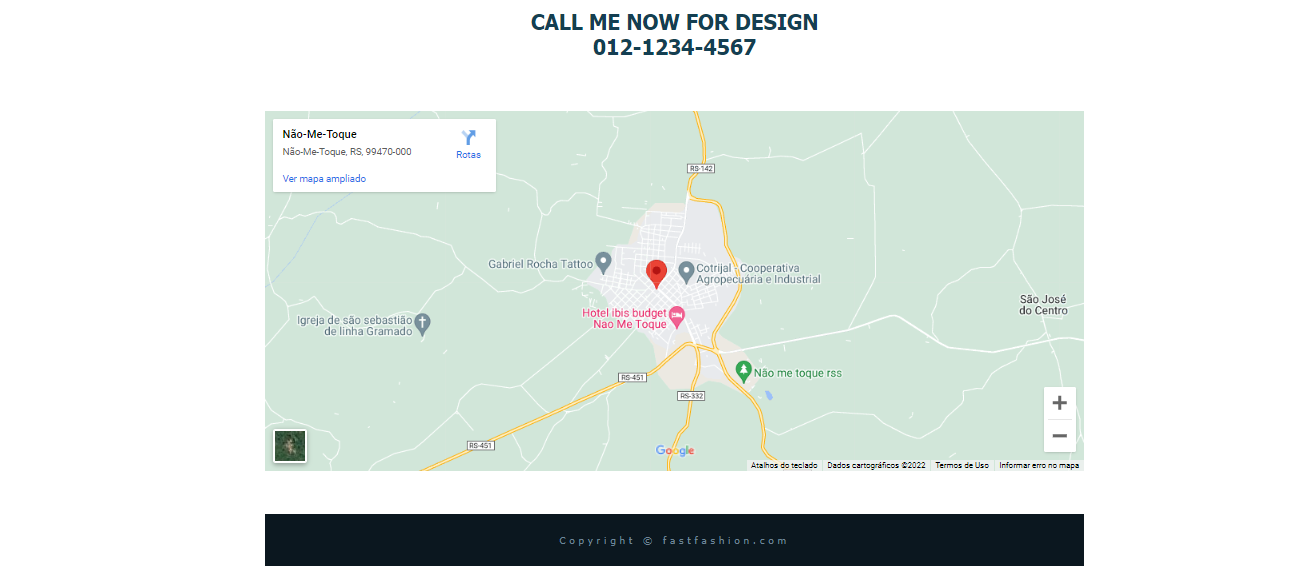 CALL ME NOW FOR DESIGN
012-1234-4567
Não-Me-Toque
Não-Me-Toque, RS, 99470-000
Rotas
Ver mapa ampliado
RS-142
Gabriel Rocha Tattoo
Cotrijal - Cooperativa
Agropecuária e Industrial
São José
do Centro
Hotel ibis budget
Nao Me Toque
Igreja de são sebastião
de linha Gramado
Não me toque rss
RS-451
RS-332
RS-451
Google
Atalhos do teclado
Dados cartográficos ©2022
Termos de Uso
Informar erro no mapa
Copyright © fastfashion.com